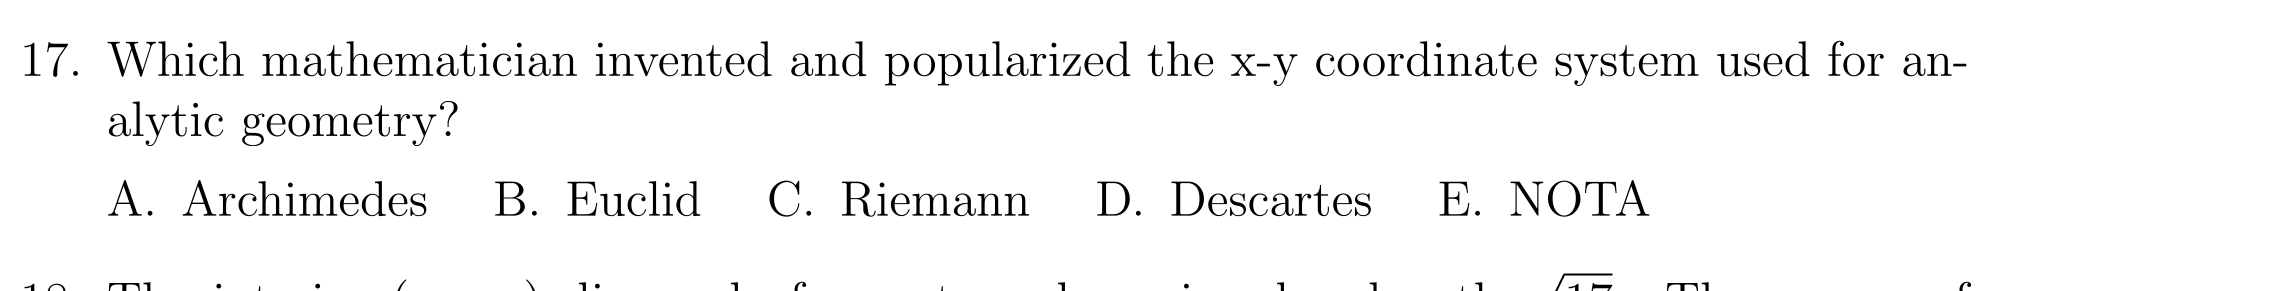 17. Which mathematician invented and popularized the x-y coordinate system used for an-
alytic geometry?
A. Archimedes B. Euclid C. Riemann D. Descartes E. NOTA